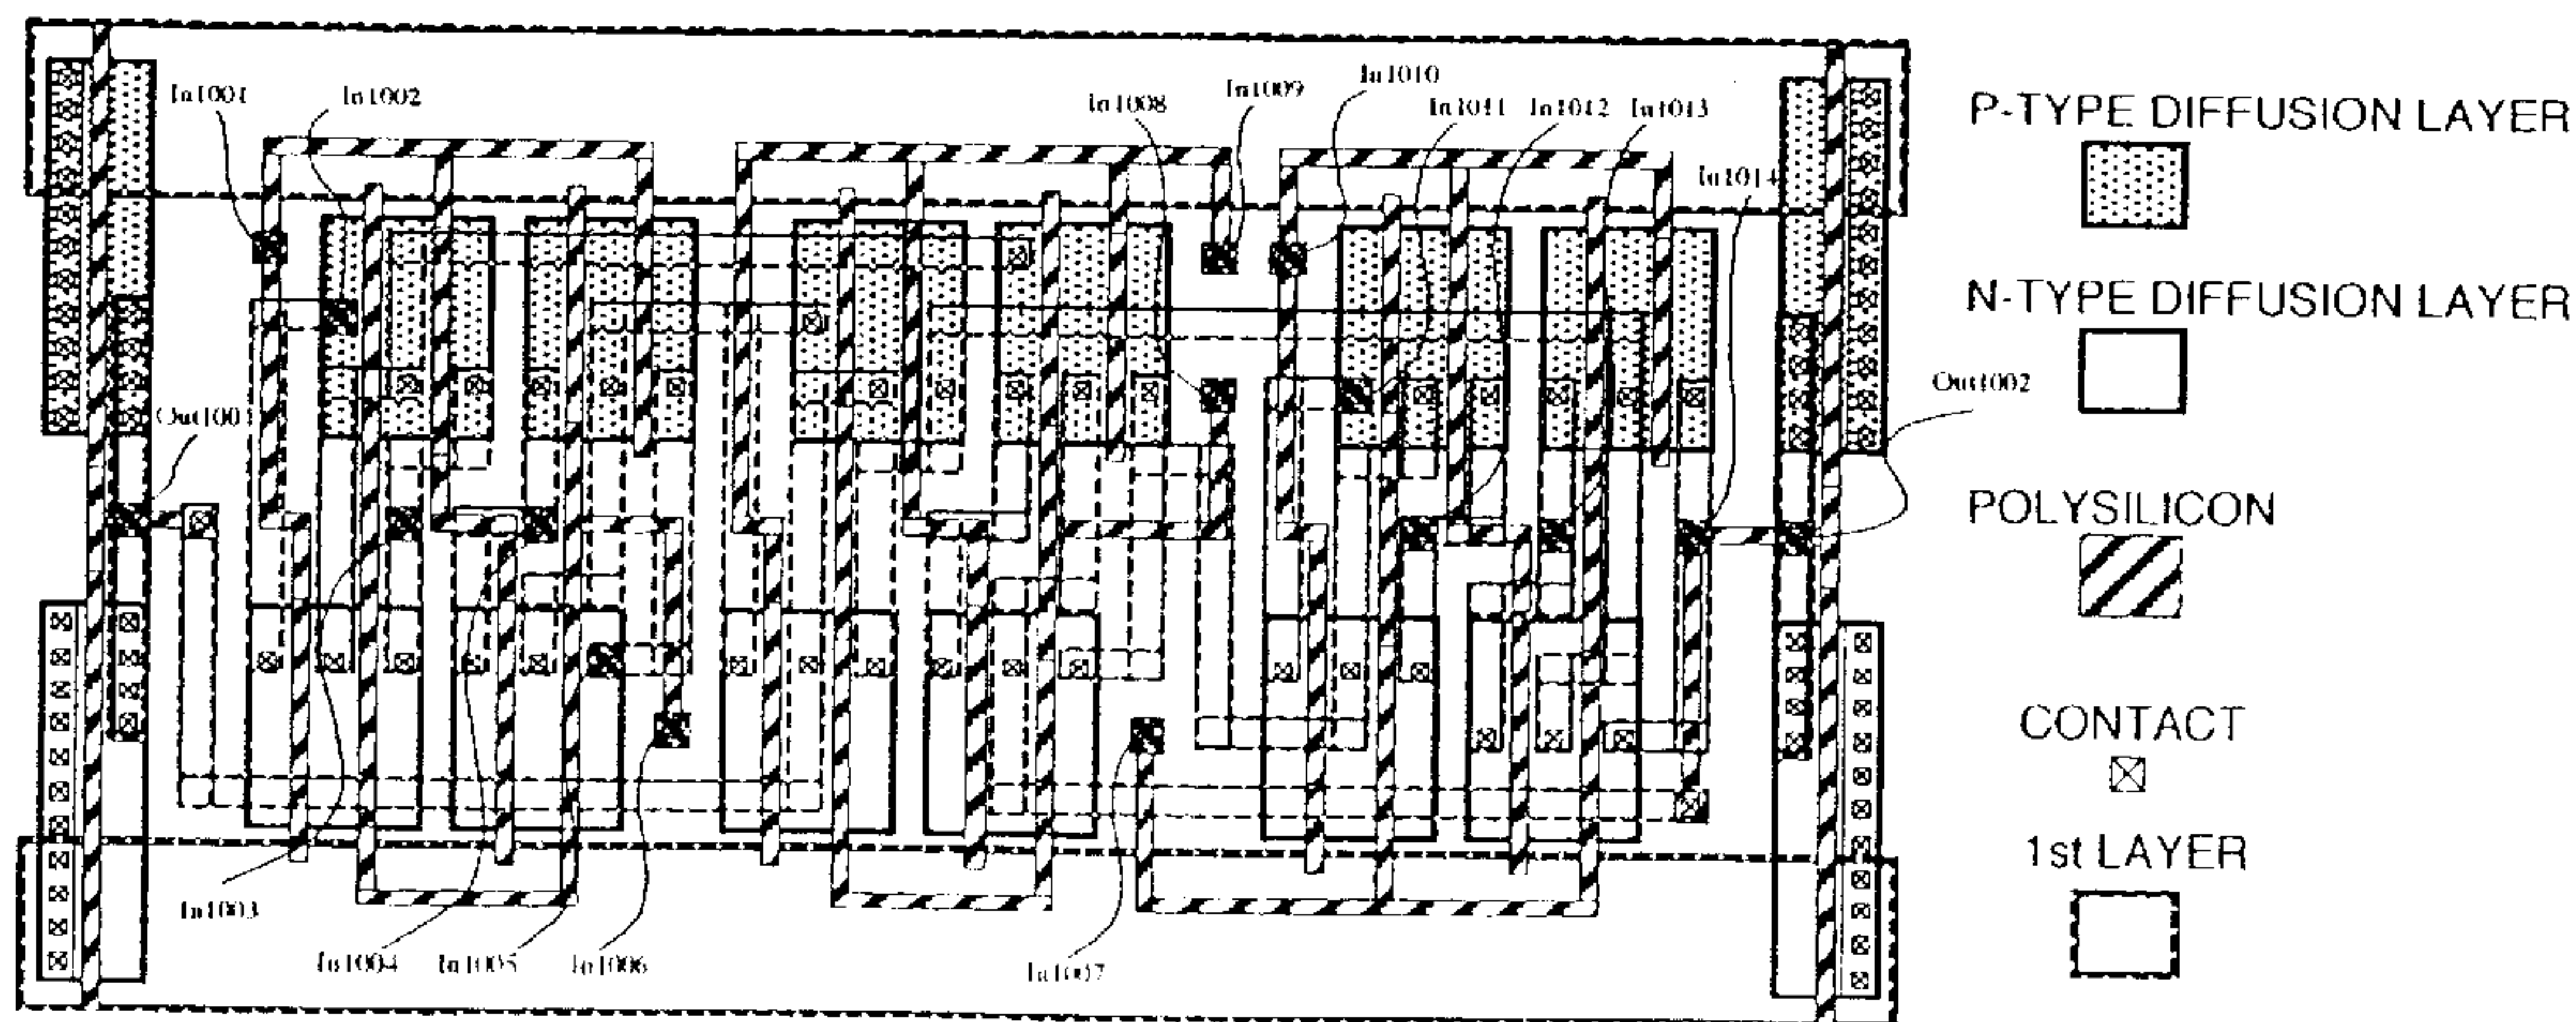 In1001
In1002
In1008
In1009
In1010
In1011
In1012
In1013
In1014
Out1001
Out1002
In1003
In1004
In1005
In1006
In1007
P-TYPE DIFFUSION LAYER
N-TYPE DIFFUSION LAYER
POLYSILICON
CONTACT
1st LAYER